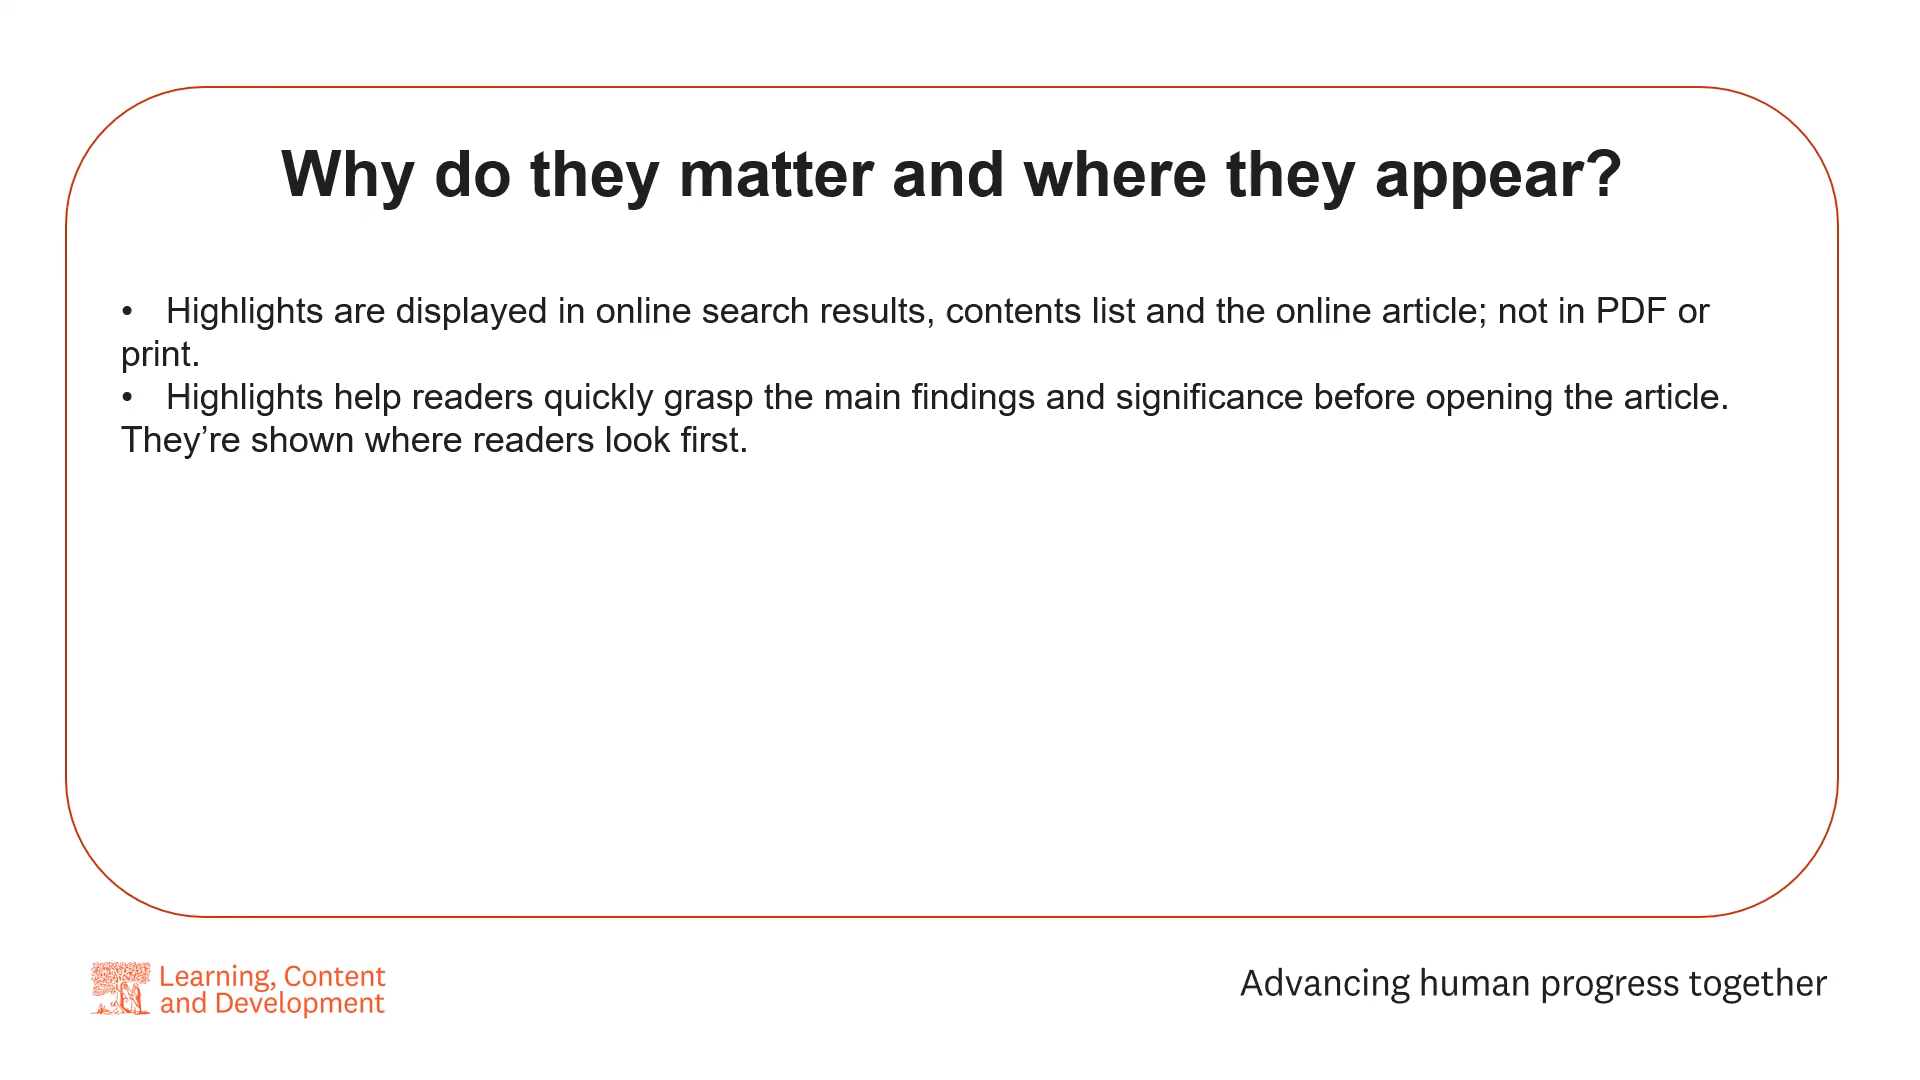 Why do they matter and where they appear?
• Highlights are displayed in online search results, contents list and the online article; not in PDF or
print.
• Highlights help readers quickly grasp the main findings and significance before opening the article.
They’re shown where readers look first.
Learning, Content
and Development
Advancing human progress together